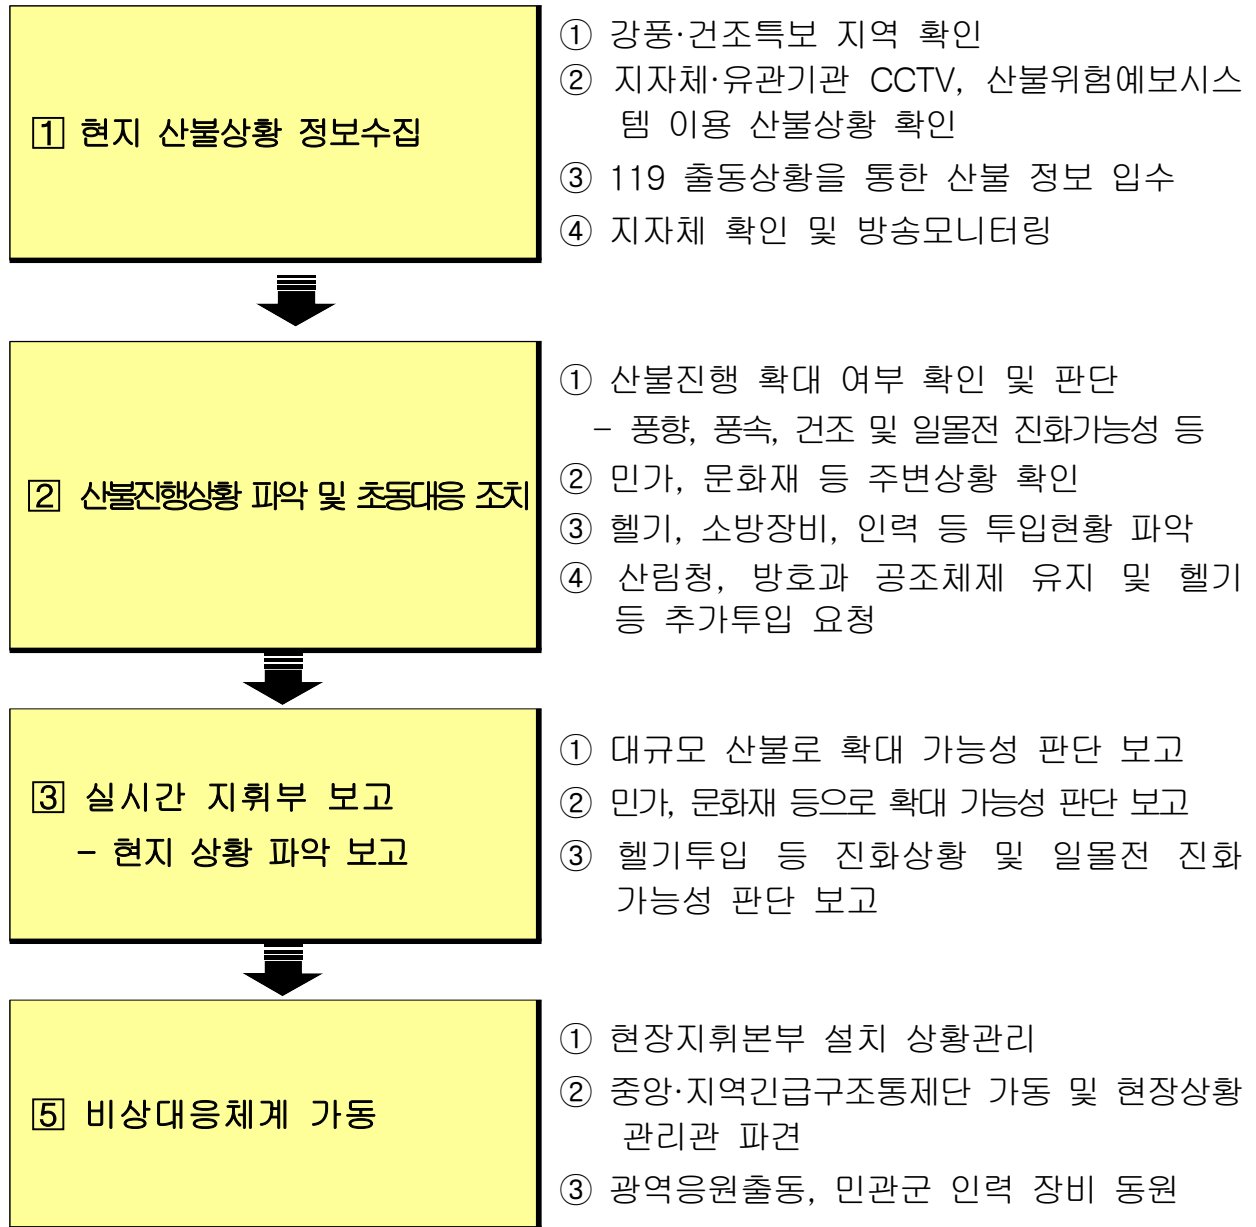 1 현지 산불상황 정보수집
① 강풍·건조특보 지역 확인
② 지자체·유관기관 CCTV, 산불위험예보시스
템 이용 산불상황 확인
③ 119 출동상황을 통한 산불 정보 입수
④ 지자체 확인 및 방송모니터링
2 산불진행상황 파악 및 초동대응 조치
① 산불진행 확대 여부 확인 및 판단
- 풍향, 풍속, 건조 및 일몰전 진화가능성 등
② 민가, 문화재 등 주변상황 확인
③ 헬기, 소방장비, 인력 등 투입현황 파악
④ 산림청, 방호과 공조체제 유지 및 헬기
등 추가투입 요청
3 실시간 지휘부 보고
- 현지 상황 파악 보고
① 대규모 산불로 확대 가능성 판단 보고
② 민가, 문화재 등으로 확대 가능성 판단 보고
③ 헬기투입 등 진화상황 및 일몰전 진화
가능성 판단 보고
5 비상대응체계 가동
① 현장지휘본부 설치 상황관리
② 중앙·지역긴급구조통제단 가동 및 현장상황
관리관 파견
③ 광역응원출동, 민관군 인력 장비 동원